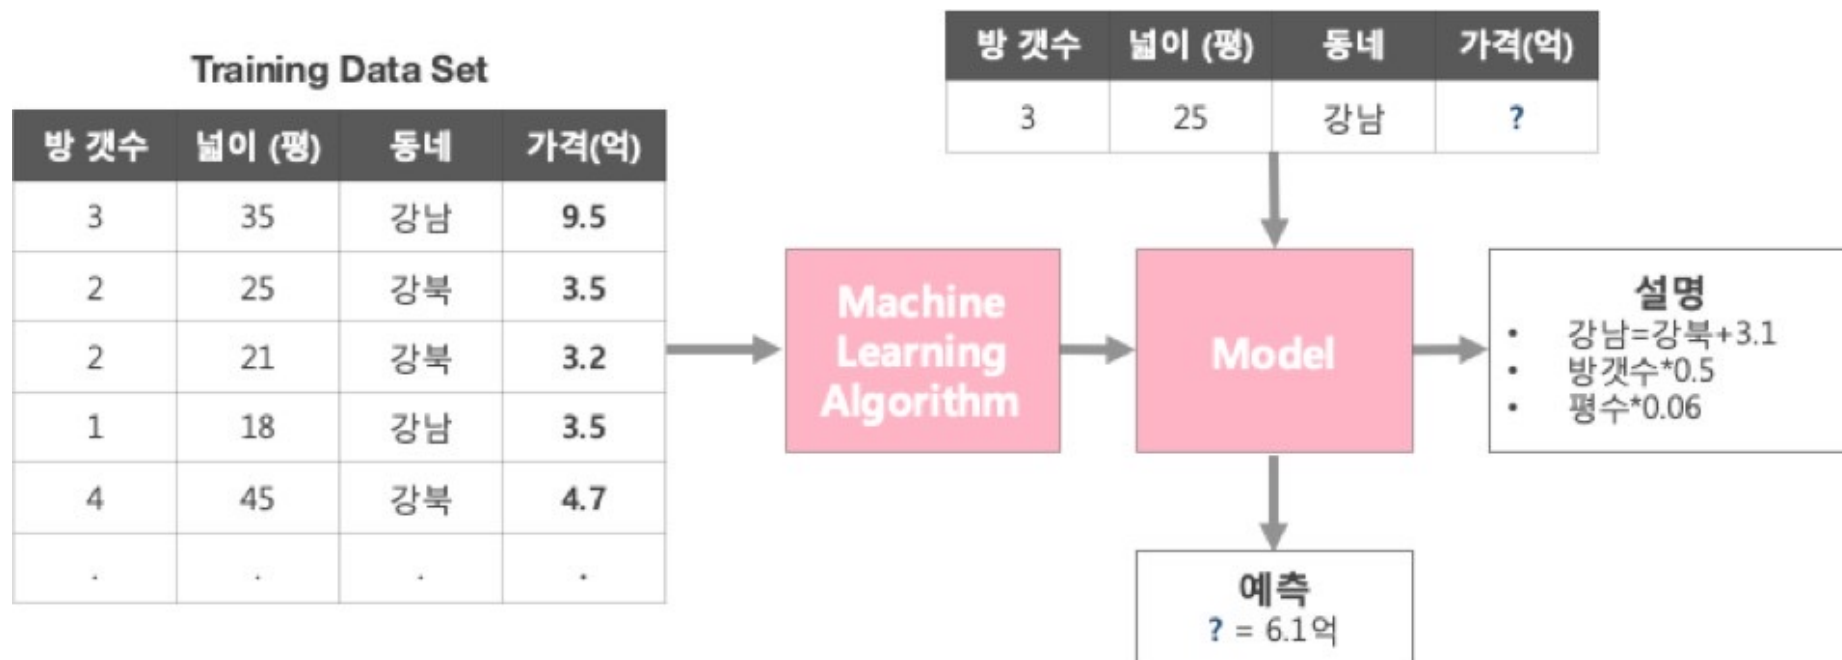 Training Data Set
방 갯수 넓이 (평) 동네 가격(억)
3 35 강남 9.5
2 25 강북 3.5
2 21 강북 3.2
1 18 강남 3.5
4 45 강북 4.7
. . . .
방 갯수 넓이 (평) 동네 가격(억)
3 25 강남 ?
Machine
Learning
Algorithm
Model
설명
• 강남=강북+3.1
• 방갯수*0.5
• 평수*0.06
예측
? = 6.1억